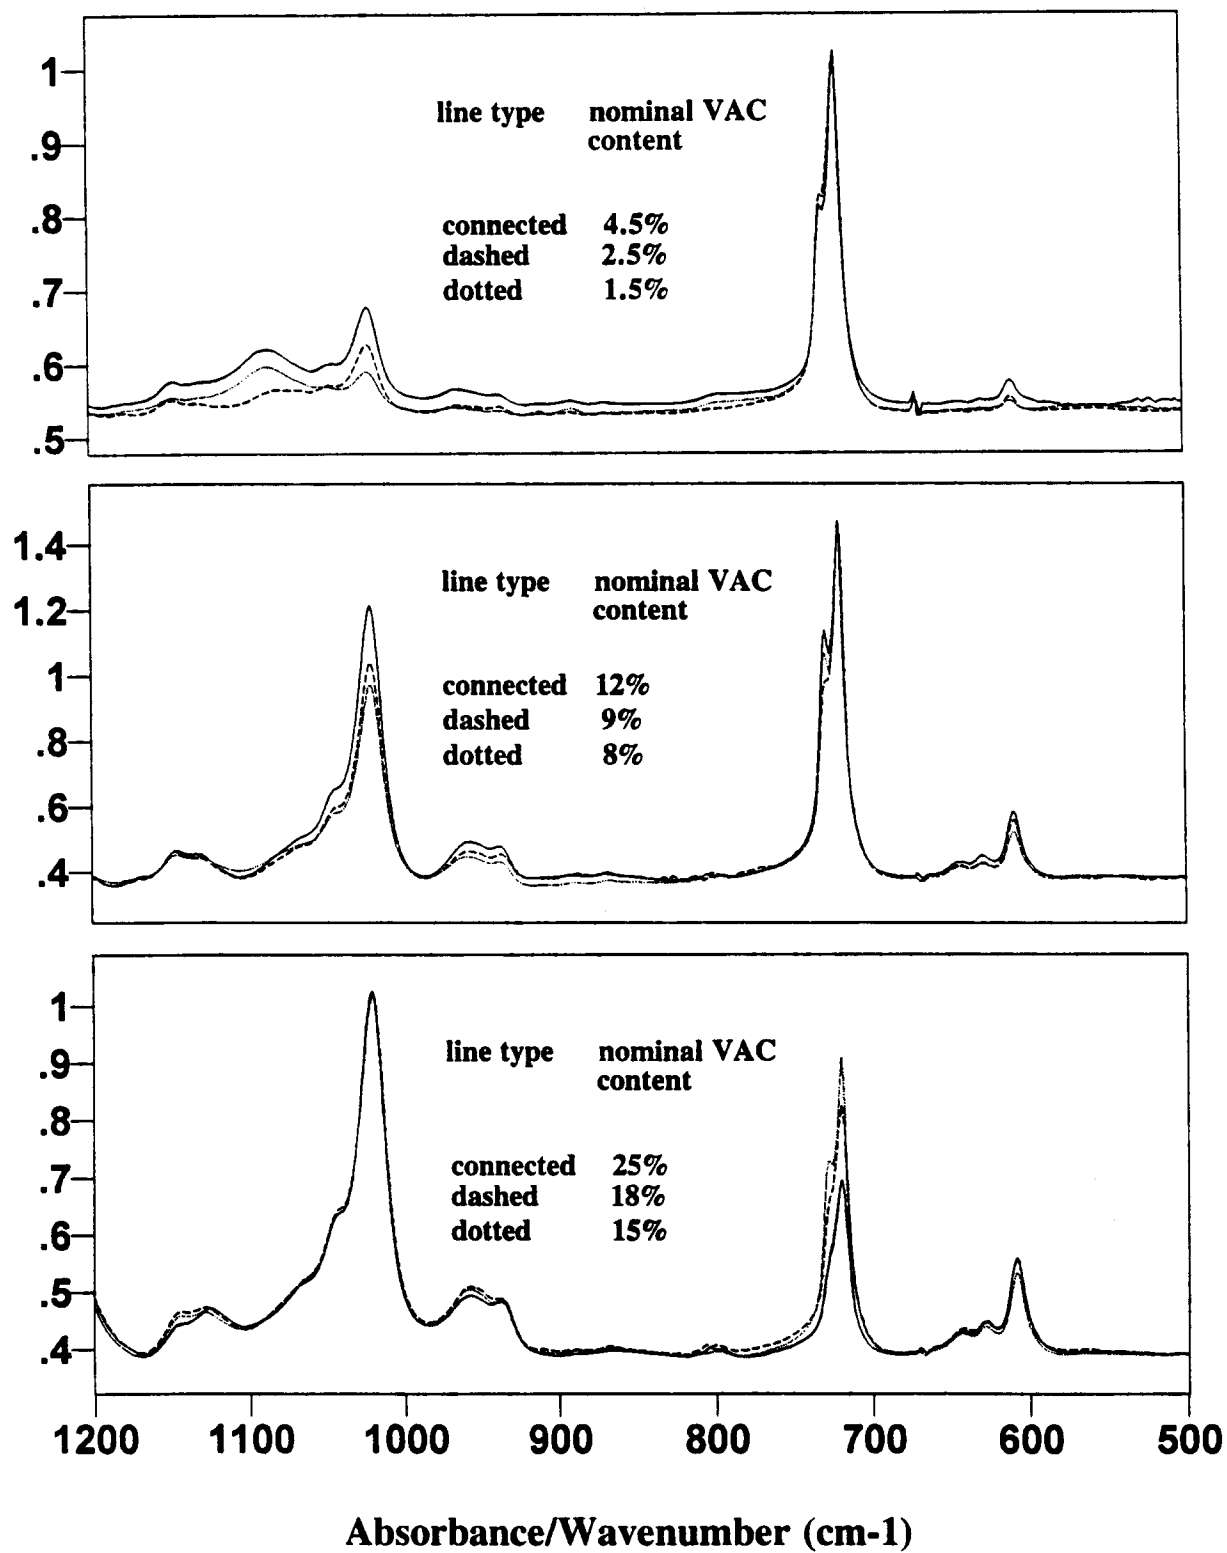 1
.9
.8
.7
.6
.5
line type nominal VAC
content
connected 4.5%
dashed 2.5%
dotted 1.5%
1.4
1.2
1
.8
.6
.4
line type nominal VAC
content
connected 12%
dashed 9%
dotted 8%
1
.9
.8
.7
.6
.5
.4
line type nominal VAC
content
connected 25%
dashed 18%
dotted 15%
1200 1100 1000 900 800 700 600 500
Absorbance/Wavenumber (cm-1)